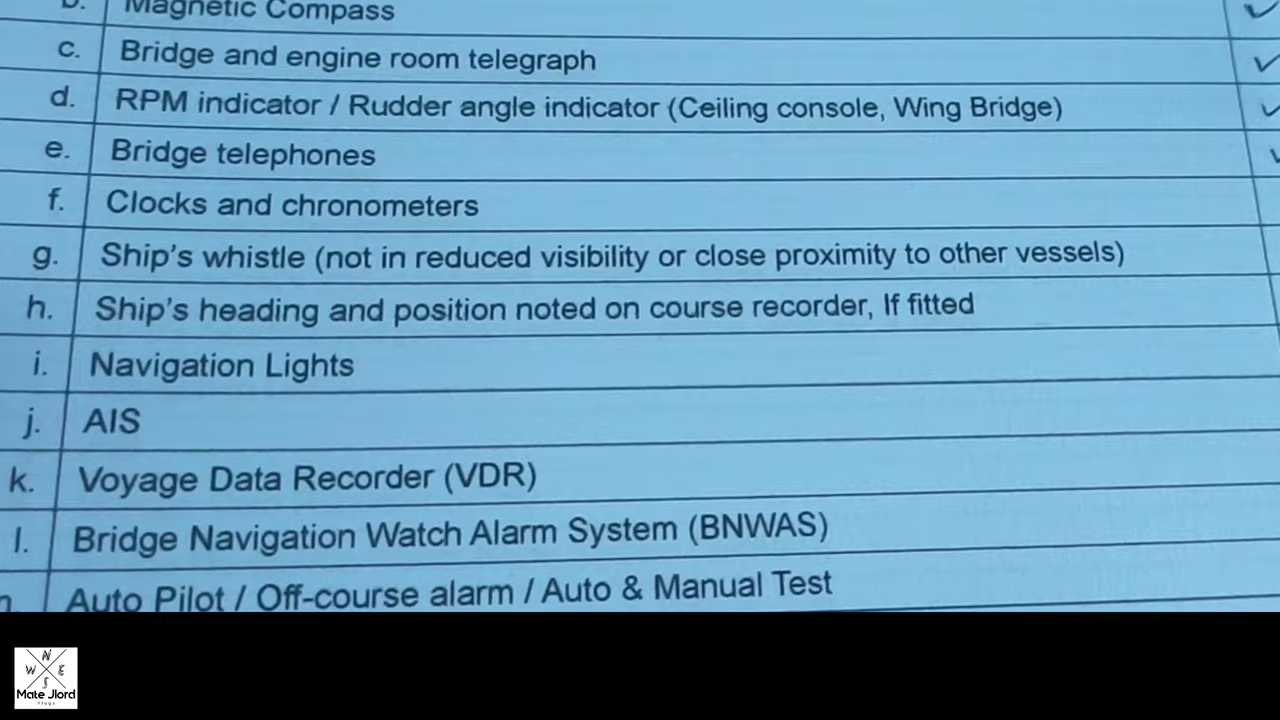 b. Magnetic Compass
c. Bridge and engine room telegraph
d. RPM indicator / Rudder angle indicator (Ceiling console, Wing Bridge)
e. Bridge telephones
f. Clocks and chronometers
g. Ship's whistle (not in reduced visibility or close proximity to other vessels)
h. Ship's heading and position noted on course recorder, If fitted
i. Navigation Lights
j. AIS
k. Voyage Data Recorder (VDR)
l. Bridge Navigation Watch Alarm System (BNWAS)
Auto Pilot / Off-course alarm / Auto & Manual Test
N
W E
S
Mate Jlord
Vlogs